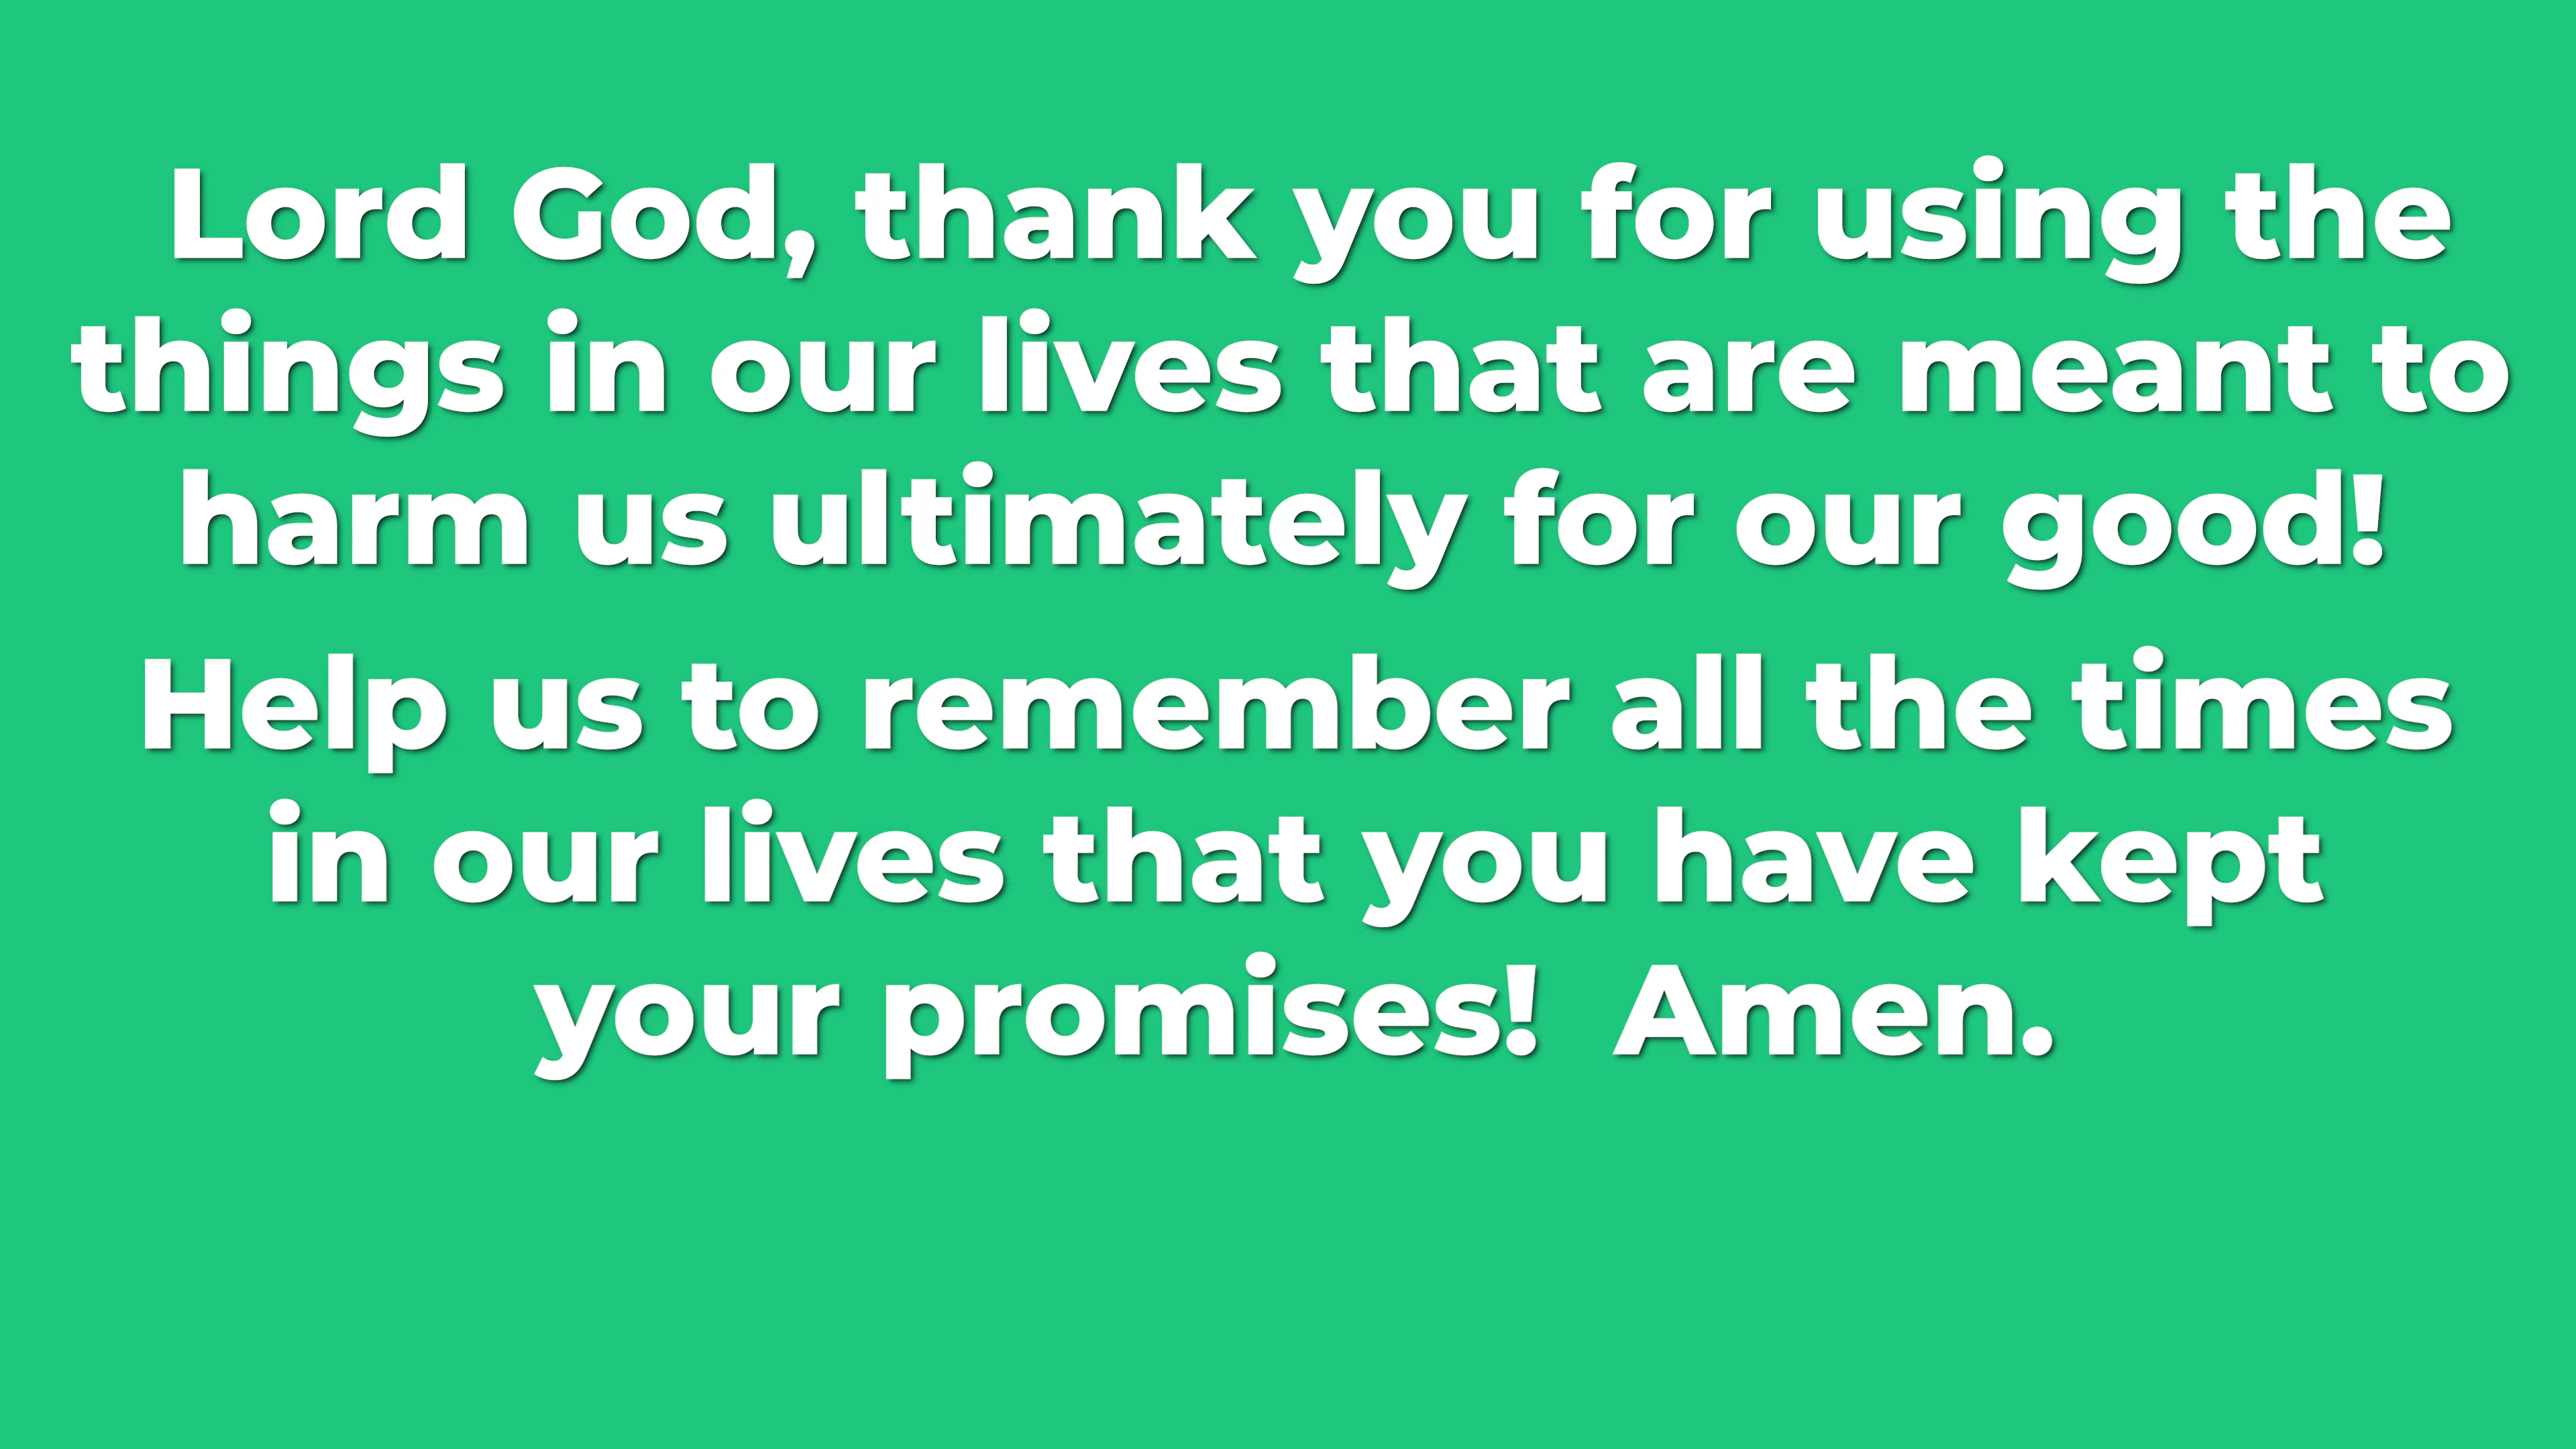 Lord God, thank you for using the
things in our lives that are meant to
harm us ultimately for our good!
Help us to remember all the times
in our lives that you have kept
your promises!  Amen.